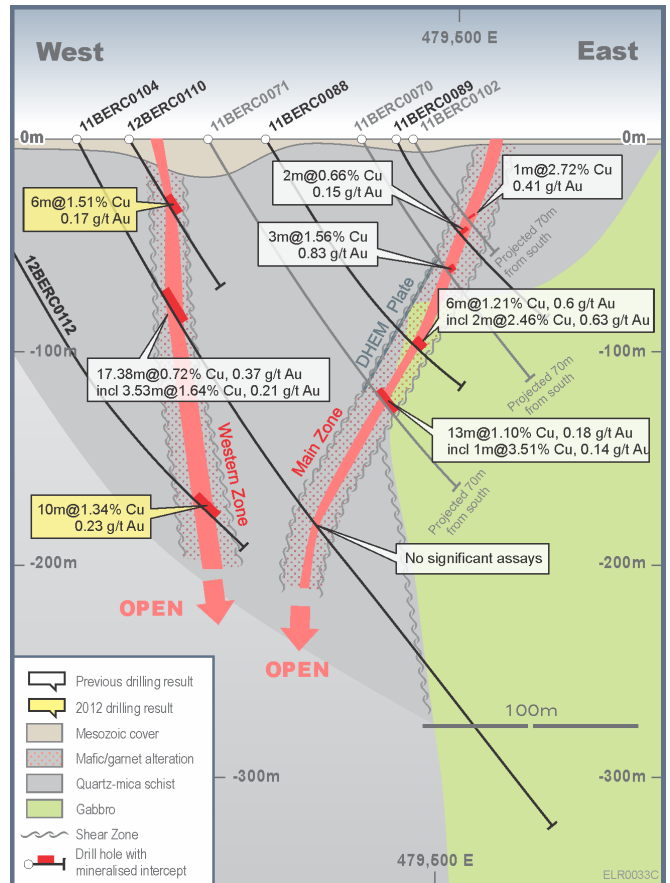 479,500 E
West
East
11BERC0104
12BERC0110
11BERC0071
11BERC0088
11BERC0070
11BERC0089
11BERC0102
0m
0m
2m@0.66% Cu
0.15 g/t Au
1m@2.72% Cu
0.41 g/t Au
6m@1.51% Cu
0.17 g/t Au
3m@1.56% Cu
0.83 g/t Au
Projected 70m
from south
12BERC0112
DHEM Plate
6m@1.21% Cu, 0.6 g/t Au
incl 2m@2.46% Cu, 0.63 g/t Au
-100m
-100m
17.38m@0.72% Cu, 0.37 g/t Au
incl 3.53m@1.64% Cu, 0.21 g/t Au
Projected 70m
from south
Main Zone
Western Zone
13m@1.10% Cu, 0.18 g/t Au
incl 1m@3.51% Cu, 0.14 g/t Au
Projected 70m
from south
10m@1.34% Cu
0.23 g/t Au
No significant assays
-200m
-200m
OPEN
OPEN
Previous drilling result
2012 drilling result
Mesozoic cover
Mafic/garnet alteration
Quartz-mica schist
Gabbro
Shear Zone
Drill hole with
mineralised intercept
100m
-300m
-300m
479,500 E
ELR0033C